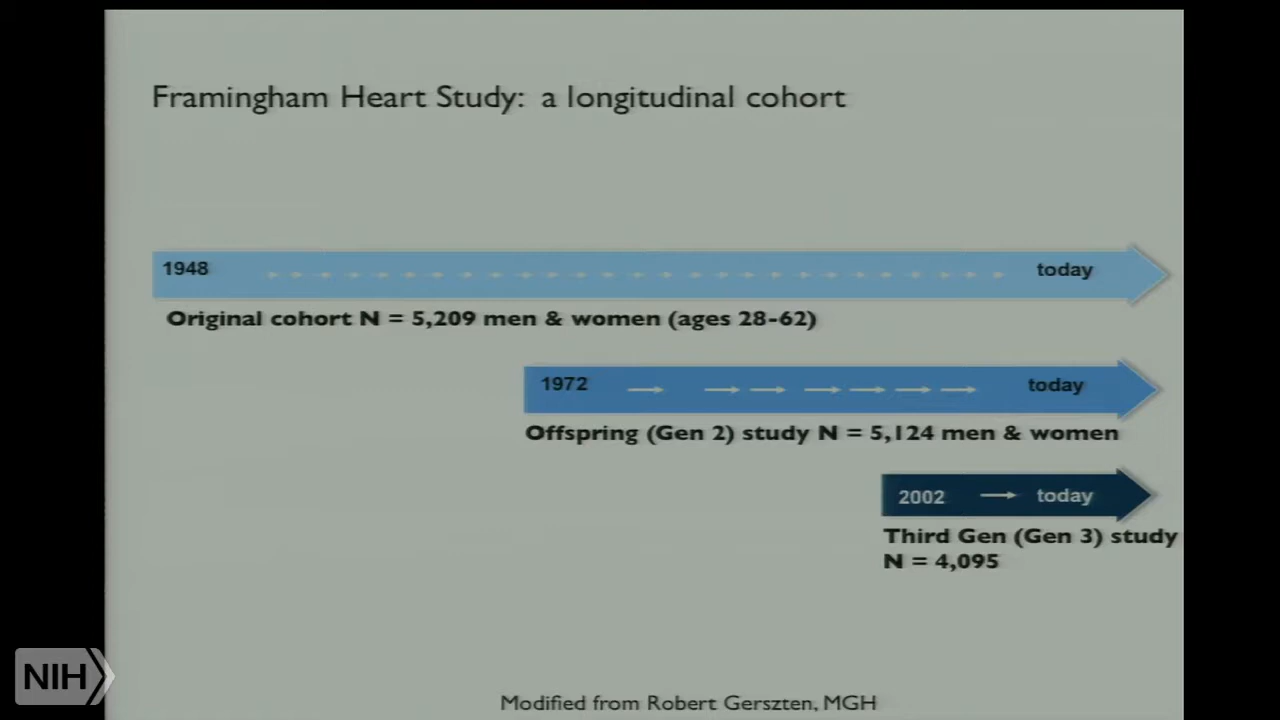 Framingham Heart Study: a longitudinal cohort
1948 today
Original cohort N = 5,209 men & women (ages 28-62)
1972 today
Offspring (Gen 2) study N = 5,124 men & women
2002 today
Third Gen (Gen 3) study
N = 4,095
NIH
Modified from Robert Gerszten, MGH